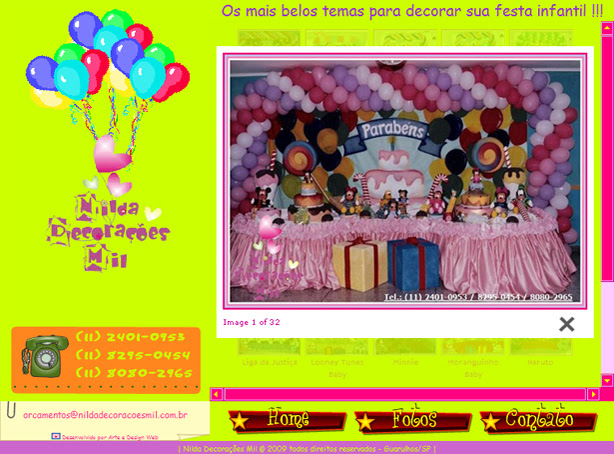 Os mais belos temas para decorar sua festa infantil !!!
Parabens
Tel.: (11) 2401-0953 / 8295-0454 / 8080-2965
Image 1 of 32
Nilda
Decorações
Mil
Liga da Justiça
Looney Tunes
Baby
Minnie
Moranguinho
Baby
Naruto
(11) 2401-0953
(11) 8295-0454
(11) 8080-2965
orcamentos@nildadecoracoesmil.com.br
Desenvolvido por Arte e Design Web
Home
Fotos
Contato
| Nilda Decorações Mil @ 2009 todos direitos reservados - Guarulhos/SP |